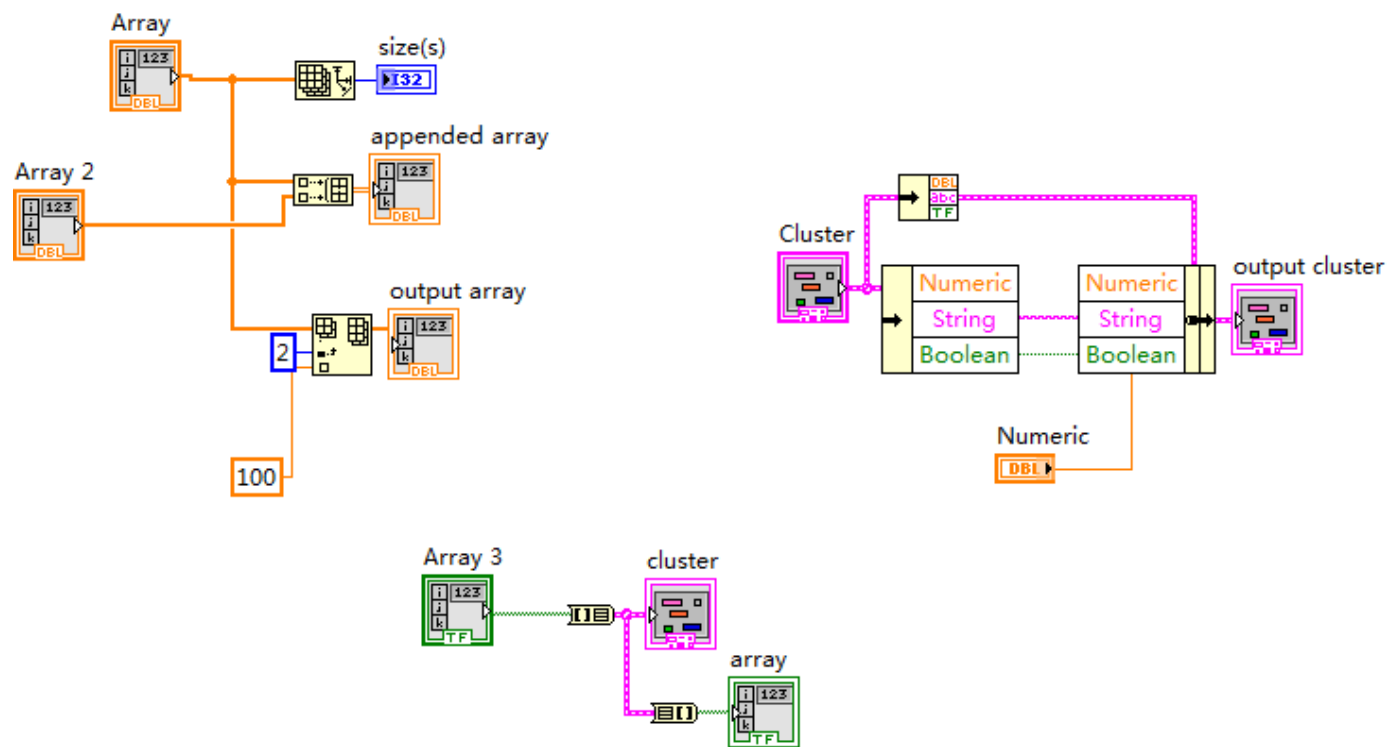 Array
i
j
k
123
DBL
size(s)
I32
appended array
i
j
k
123
DBL
Array 2
i
j
k
123
DBL
output array
i
j
k
123
DBL
2
100
DBL
abc
TF
Cluster
Numeric
String
Boolean
Numeric
String
Boolean
output cluster
Numeric
DBL
Array 3
i
j
k
123
TF
cluster
array
i
j
k
123
TF